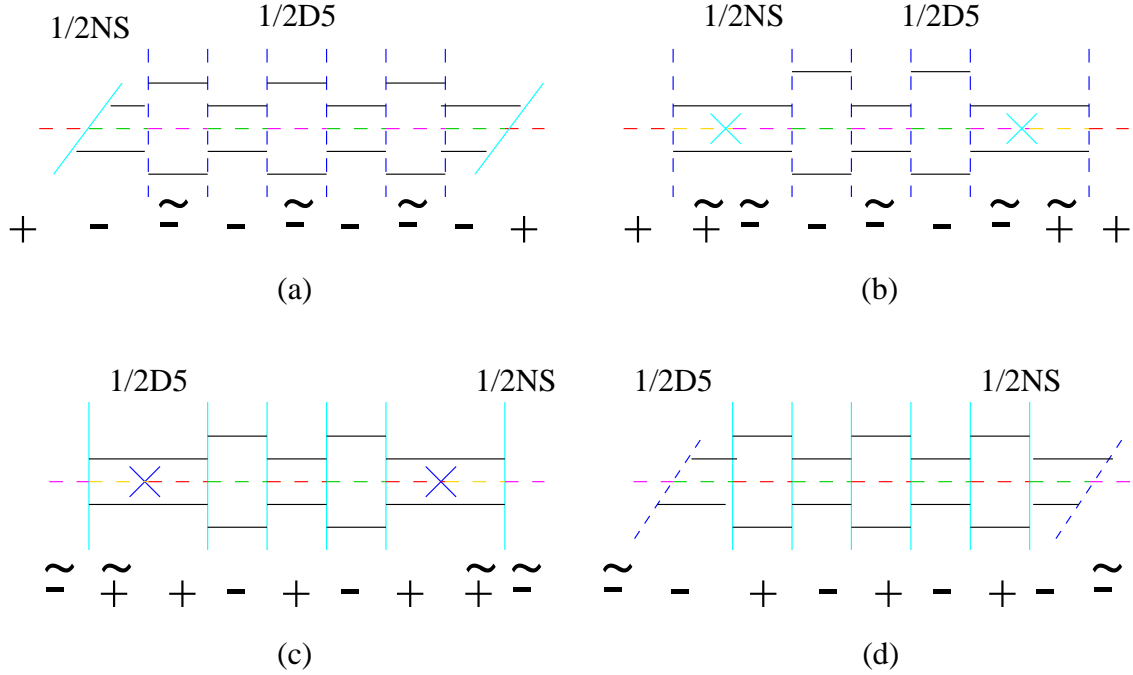 1/2NS 1/2D5
+ - ~- - ~- - ~- - +
(a)
1/2NS 1/2D5
+ ~+ ~- - ~- - ~- ~+ +
(b)
1/2D5 1/2NS
~- ~+ + - + - + ~+ ~-
(c)
1/2D5 1/2NS
~- - + - + - + - ~-
(d)